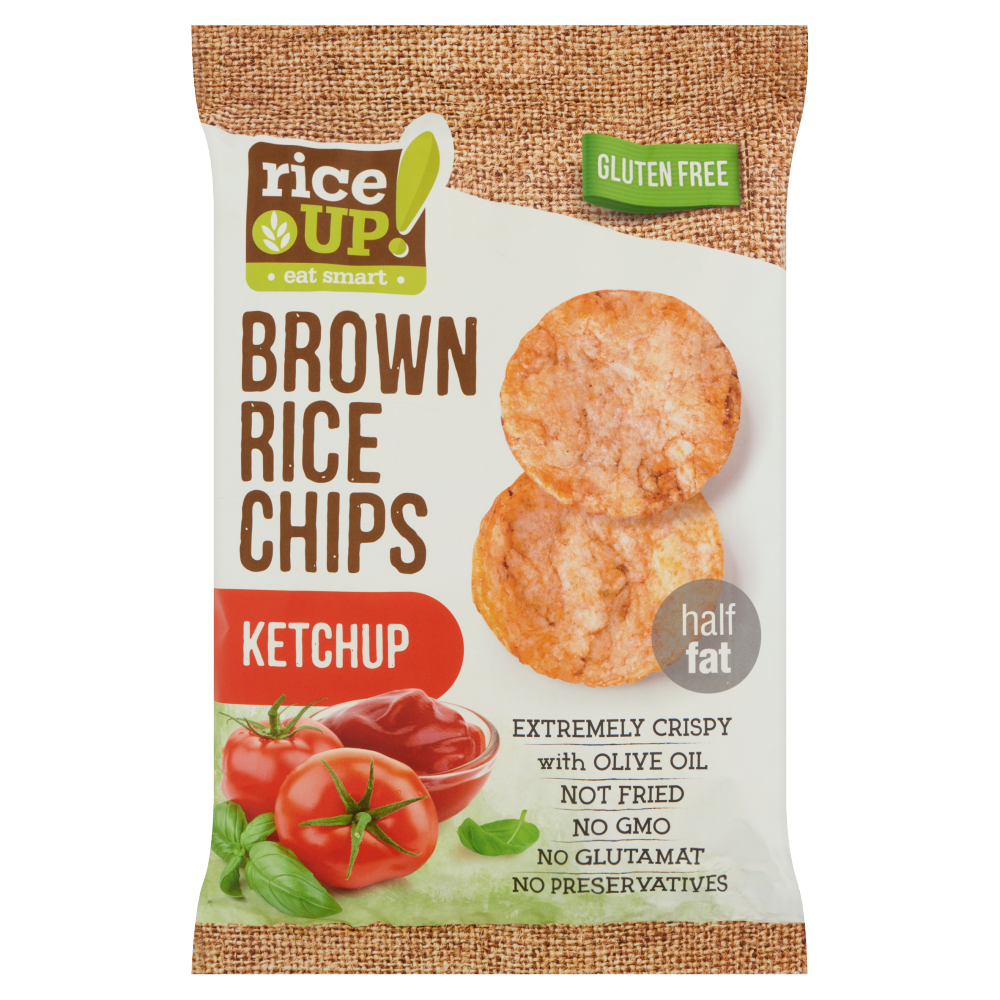 rice
UP!
• eat smart •
GLUTEN FREE
BROWN
RICE
CHIPS
KETCHUP
half
fat
EXTREMELY CRISPY
with OLIVE OIL
NOT FRIED
NO GMO
NO GLUTAMAT
NO PRESERVATIVES